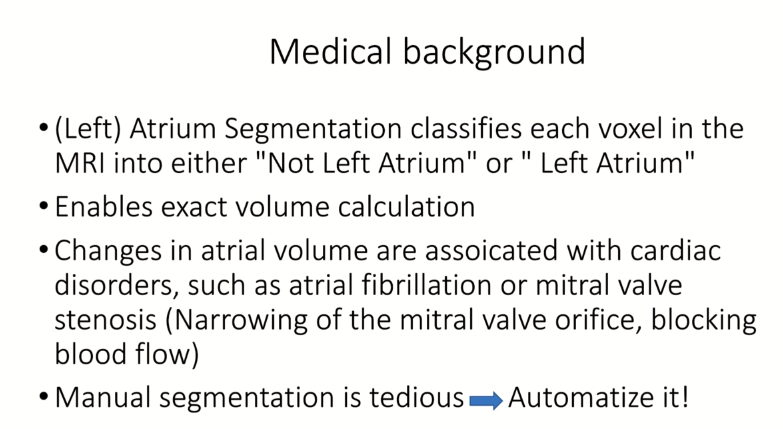 Medical background
• (Left) Atrium Segmentation classifies each voxel in the
MRI into either "Not Left Atrium" or " Left Atrium"
• Enables exact volume calculation
• Changes in atrial volume are assoicated with cardiac
disorders, such as atrial fibrillation or mitral valve
stenosis (Narrowing of the mitral valve orifice, blocking
blood flow)
• Manual segmentation is tedious Automatize it!